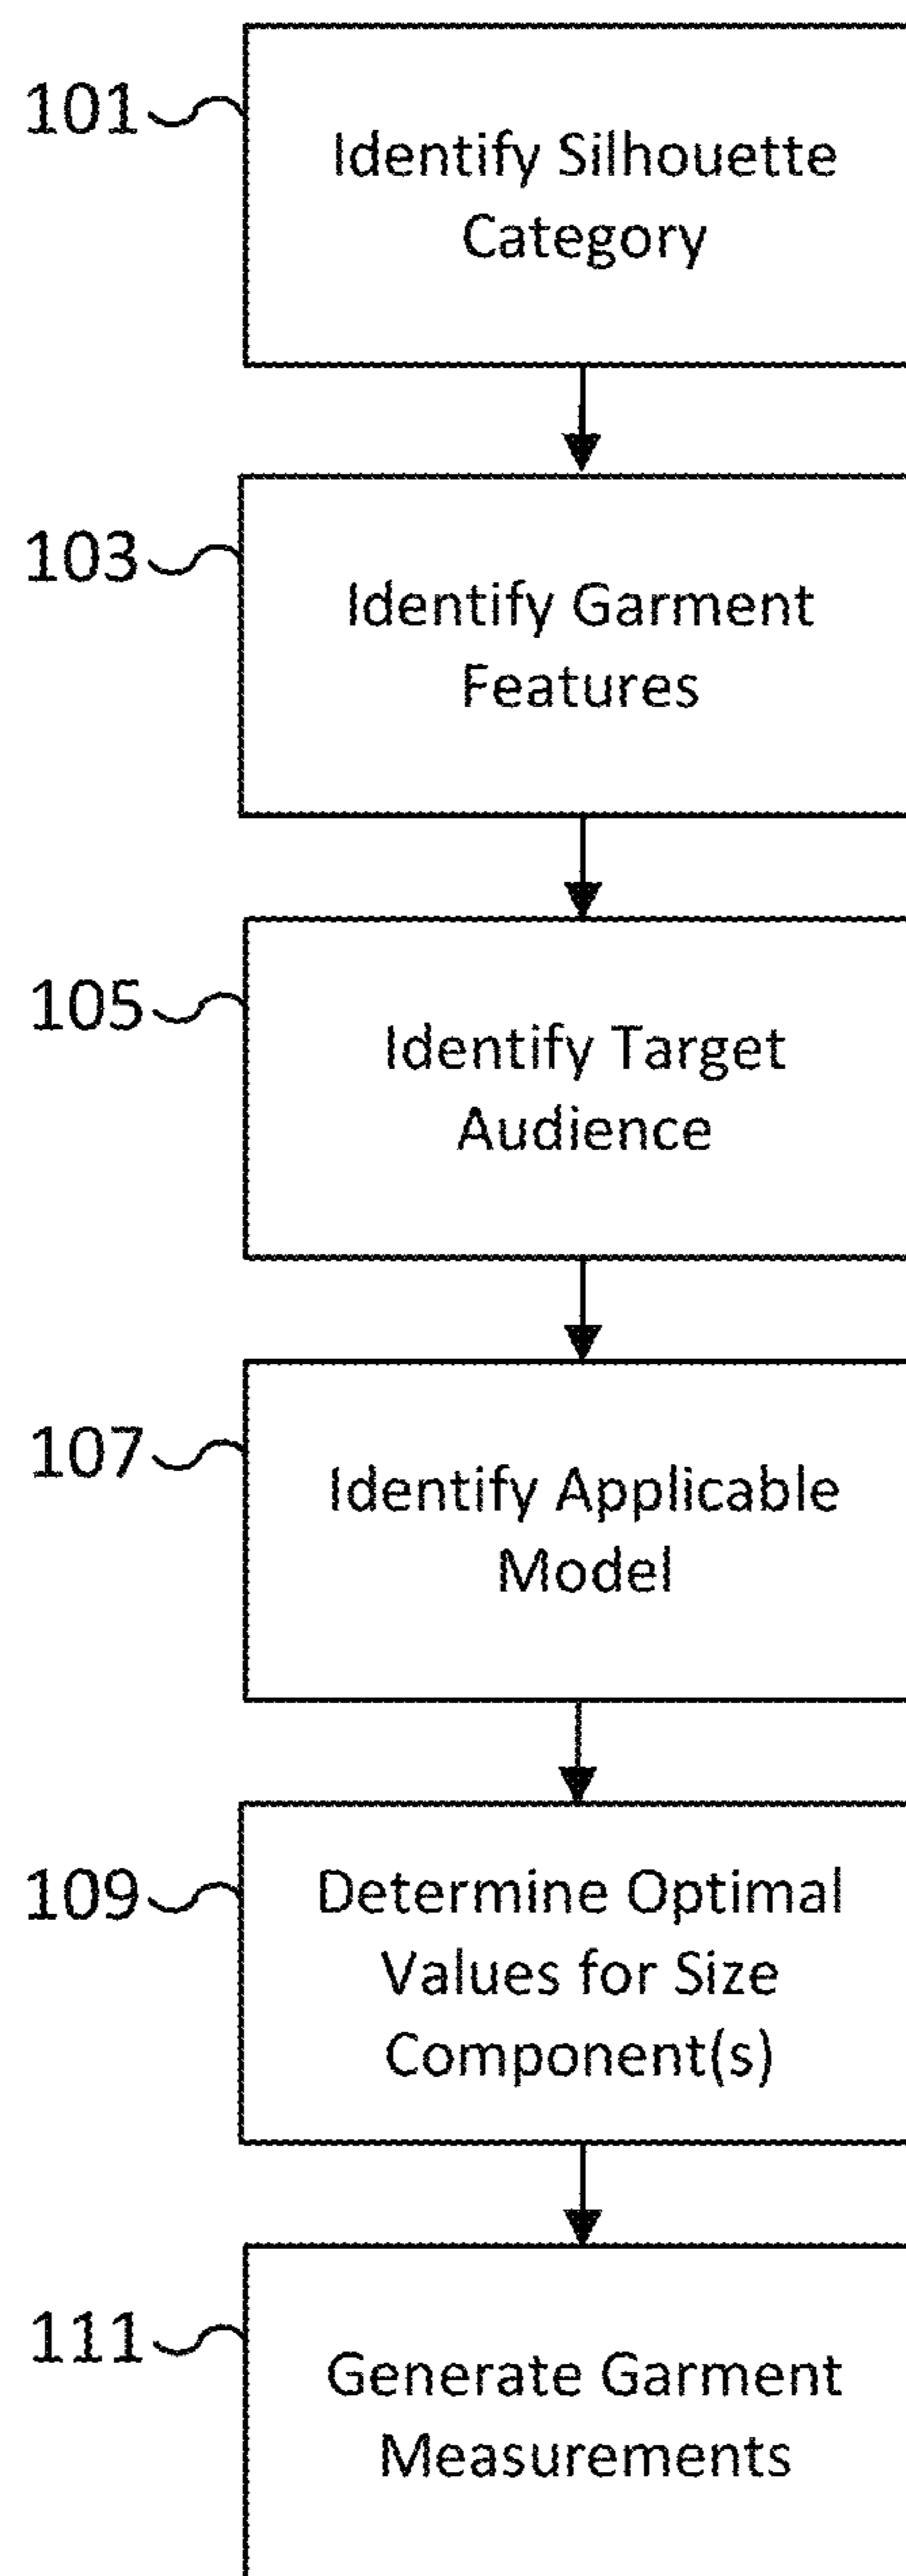 101
Identify Silhouette
Category
103
Identify Garment
Features
105
Identify Target
Audience
107
Identify Applicable
Model
109
Determine Optimal
Values for Size
Component(s)
111
Generate Garment
Measurements